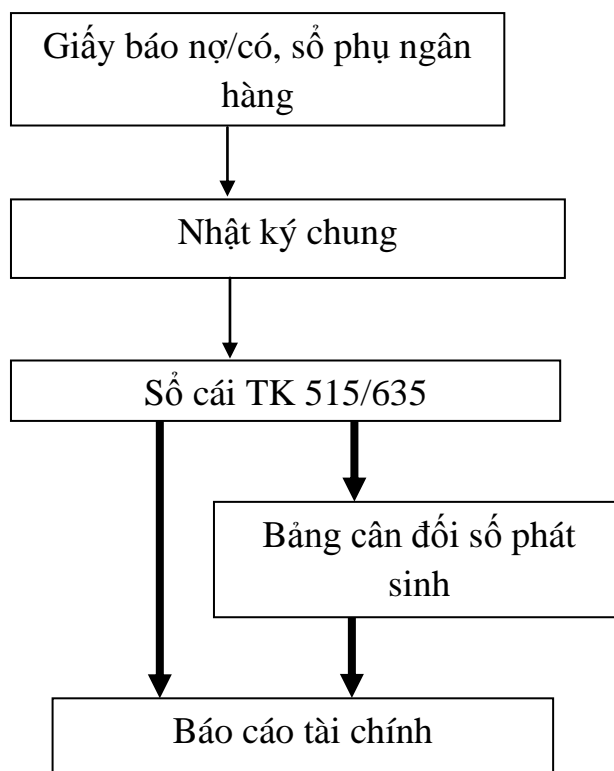 Giấy báo nợ/có, sổ phụ ngân
hàng
Nhật ký chung
Sổ cái TK 515/635
Bảng cân đối số phát
sinh
Báo cáo tài chính